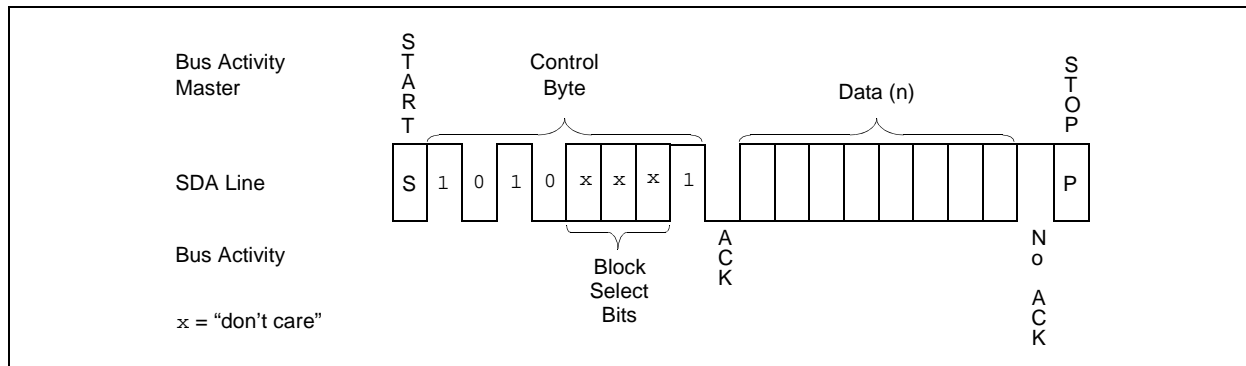 Bus Activity
Master
START
Control
Byte
Data (n)
STOP
SDA Line
S 1 0 1 0 x x x 1 P
Bus Activity
Block
Select
Bits
ACK
No ACK
x = “don’t care”